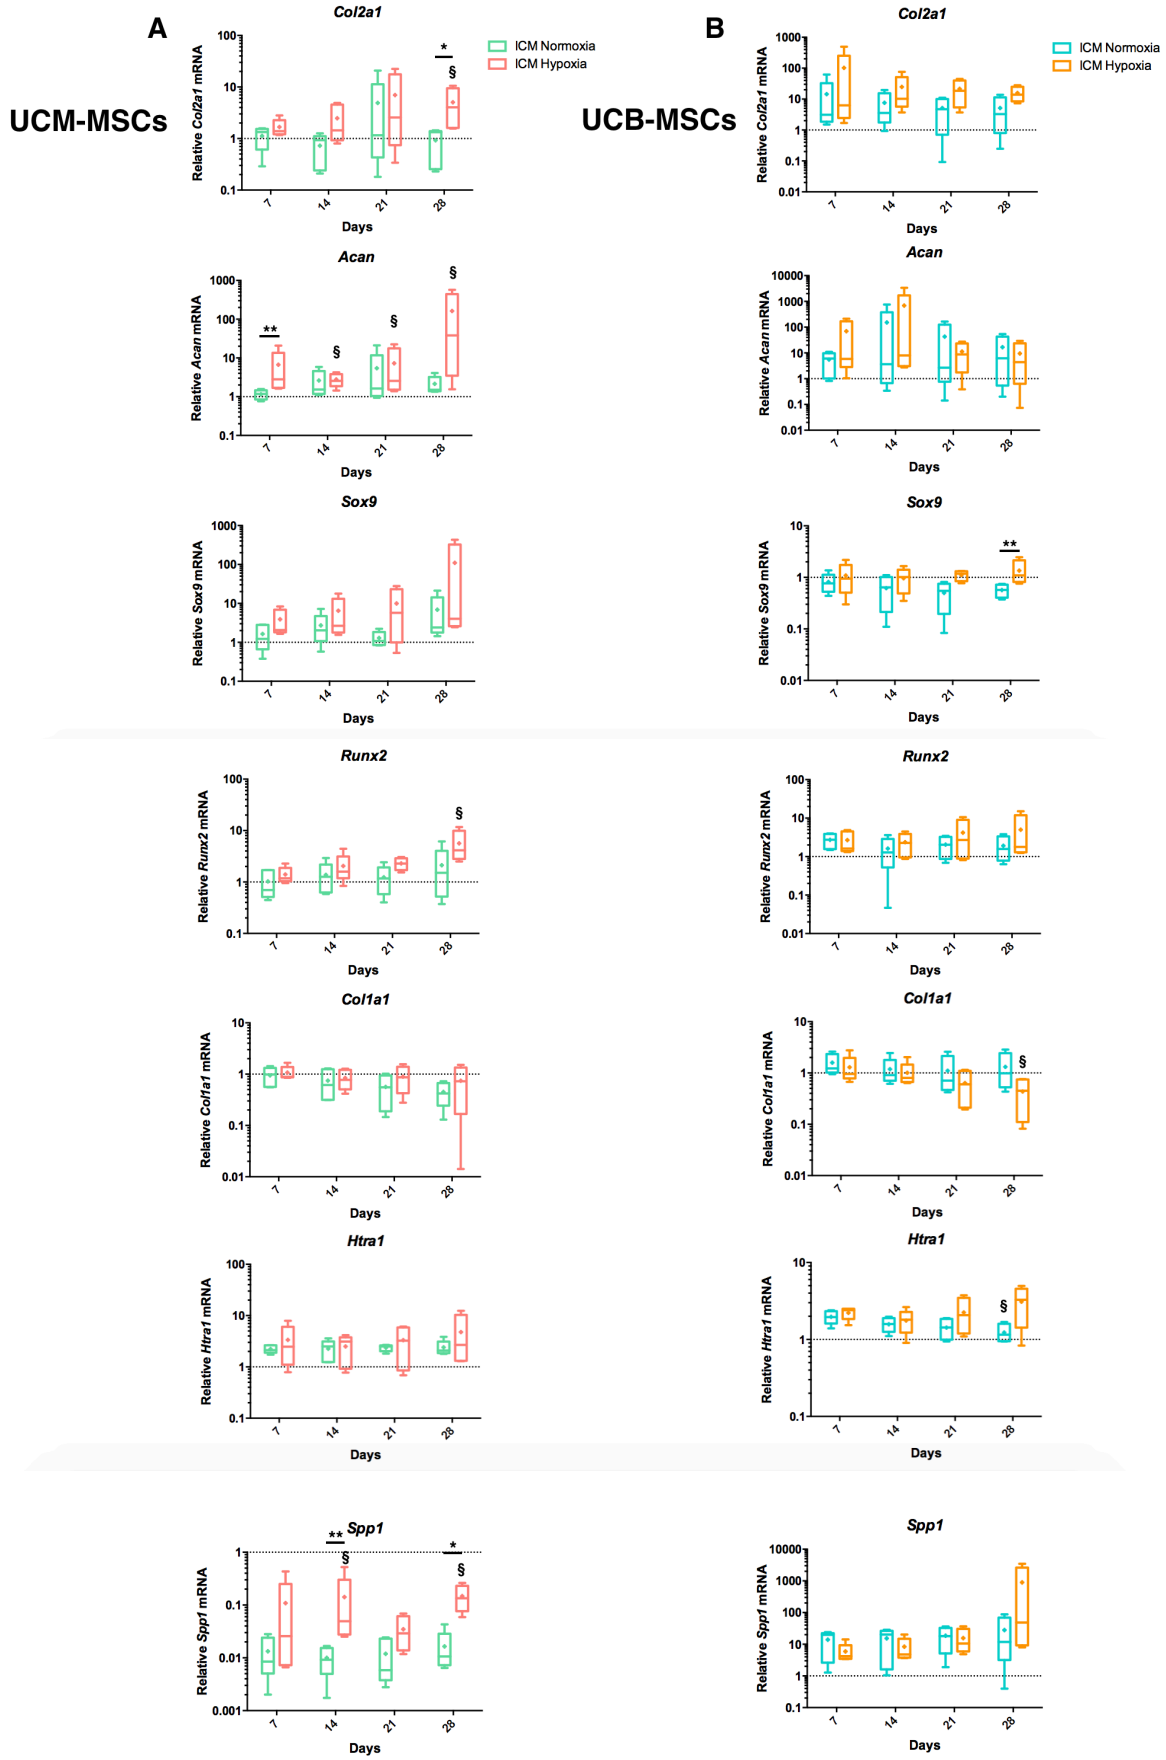 A
Col2a1
ICM Normoxia
ICM Hypoxia
UCM-MSCs
Relative Col2a1 mRNA
100
10
1
0.1
*
§
7
14
21
28
Days
B
Col2a1
ICM Normoxia
ICM Hypoxia
UCB-MSCs
Relative Col2a1 mRNA
1000
100
10
1
0.1
0.01
7
14
21
28
Days
Acan
Relative Acan mRNA
1000
100
10
1
0.1
**
§
§
§
7
14
21
28
Days
Acan
Relative Acan mRNA
10000
1000
100
10
1
0.1
0.01
7
14
21
28
Days
Sox9
Relative Sox9 mRNA
1000
100
10
1
0.1
7
14
21
28
Days
Sox9
Relative Sox9 mRNA
10
1
0.1
0.01
**
7
14
21
28
Days
Runx2
Relative Runx2 mRNA
100
10
1
0.1
§
7
14
21
28
Days
Runx2
Relative Runx2 mRNA
100
10
1
0.1
0.01
7
14
21
28
Days
Col1a1
Relative Col1a1 mRNA
10
1
0.1
0.01
7
14
21
28
Days
Col1a1
Relative Col1a1 mRNA
10
1
0.1
0.01
§
7
14
21
28
Days
Htra1
Relative Htra1 mRNA
100
10
1
0.1
7
14
21
28
Days
Htra1
Relative Htra1 mRNA
10
1
0.1
§
7
14
21
28
Days
Spp1
Relative Spp1 mRNA
1
0.1
0.01
0.001
**
§
*
§
7
14
21
28
Days
Spp1
Relative Spp1 mRNA
10000
1000
100
10
1
0.1
7
14
21
28
Days